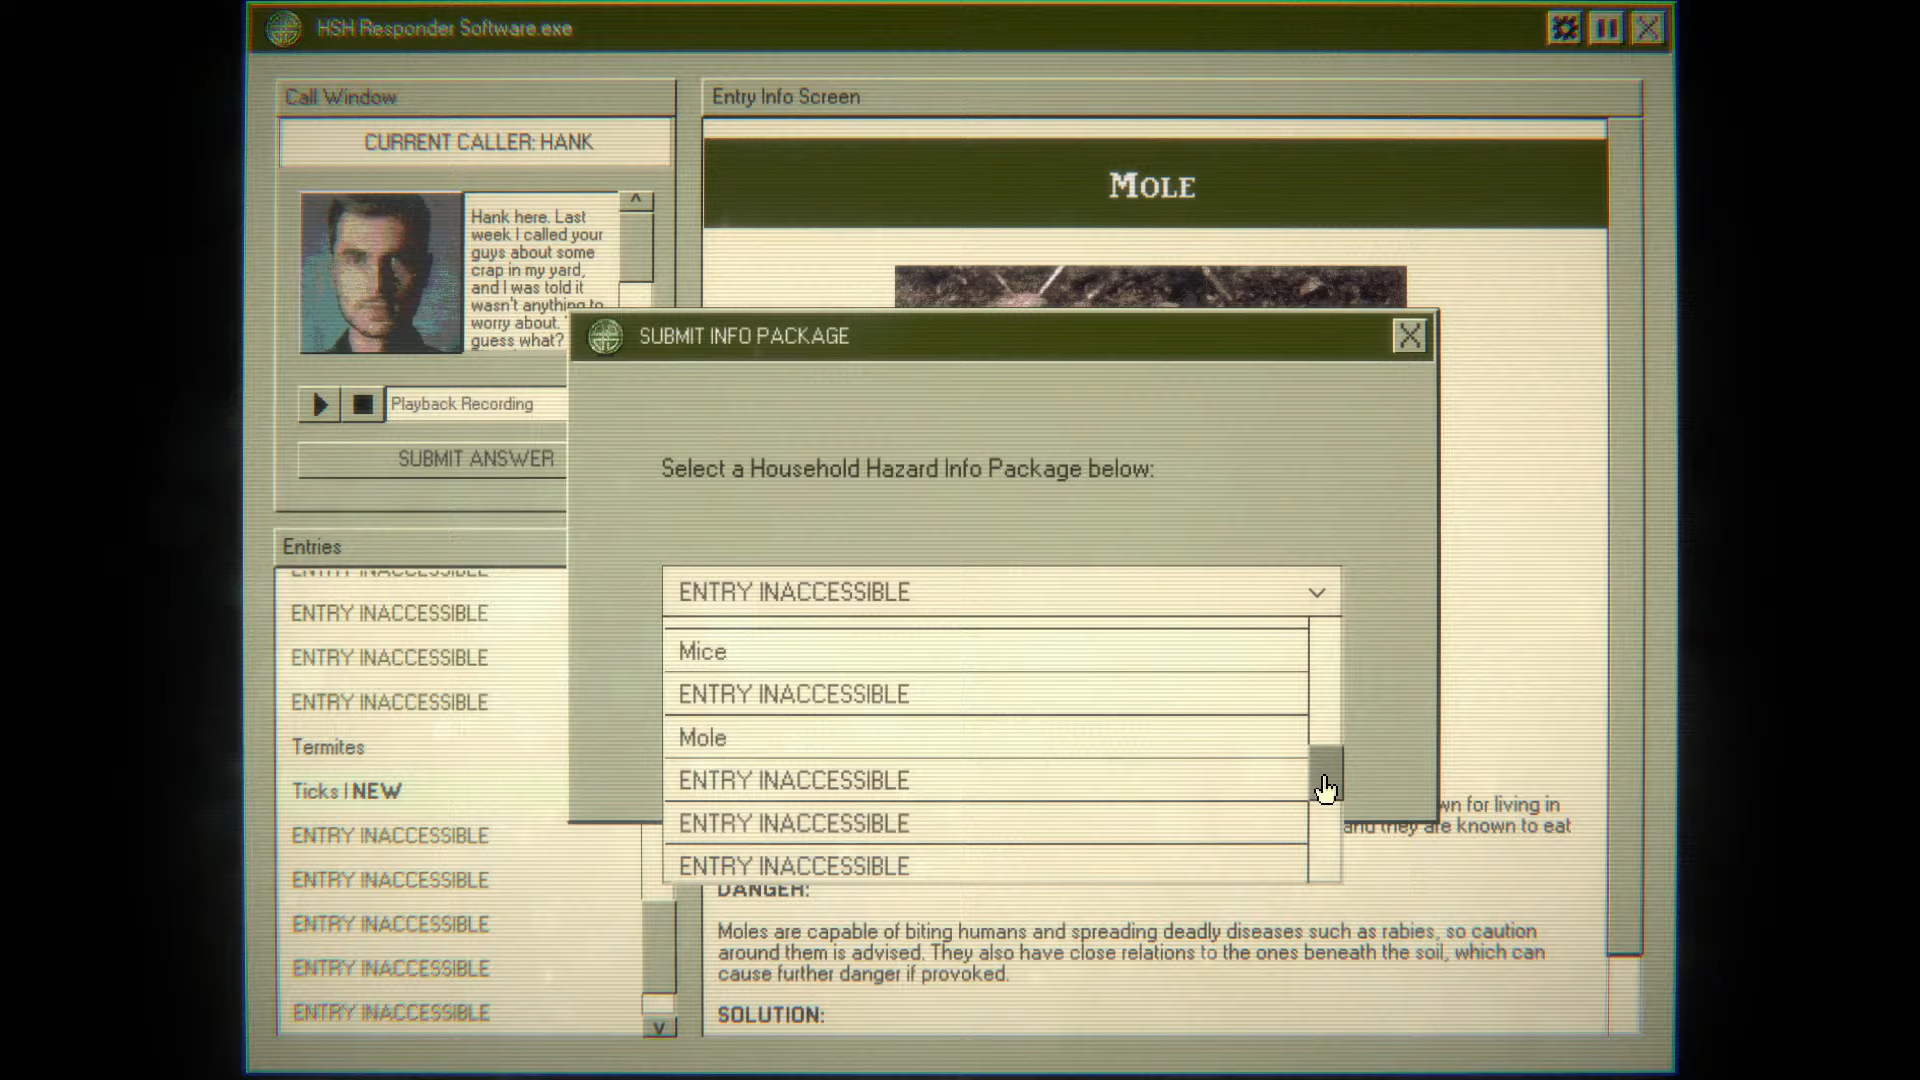 HSH Responder Software.exe
Call Window
CURRENT CALLER: HANK
Hank here. Last
week I called your
guys about some
crap in my yard,
and I was told it
wasn't anything to
worry about.
guess what?
Playback Recording
SUBMIT ANSWER
Entries
ENTRY INACCESSIBLE
ENTRY INACCESSIBLE
ENTRY INACCESSIBLE
ENTRY INACCESSIBLE
Termites
Ticks | NEW
ENTRY INACCESSIBLE
ENTRY INACCESSIBLE
ENTRY INACCESSIBLE
ENTRY INACCESSIBLE
ENTRY INACCESSIBLE
Entry Info Screen
MOLE
SUBMIT INFO PACKAGE
Select a Household Hazard Info Package below:
ENTRY INACCESSIBLE
Mice
ENTRY INACCESSIBLE
Mole
ENTRY INACCESSIBLE
ENTRY INACCESSIBLE
ENTRY INACCESSIBLE
for living in
and they are known to eat
DANGER:
Moles are capable of biting humans and spreading deadly diseases such as rabies, so caution
around them is advised. They also have close relations to the ones beneath the soil, which can
cause further danger if provoked.
SOLUTION: